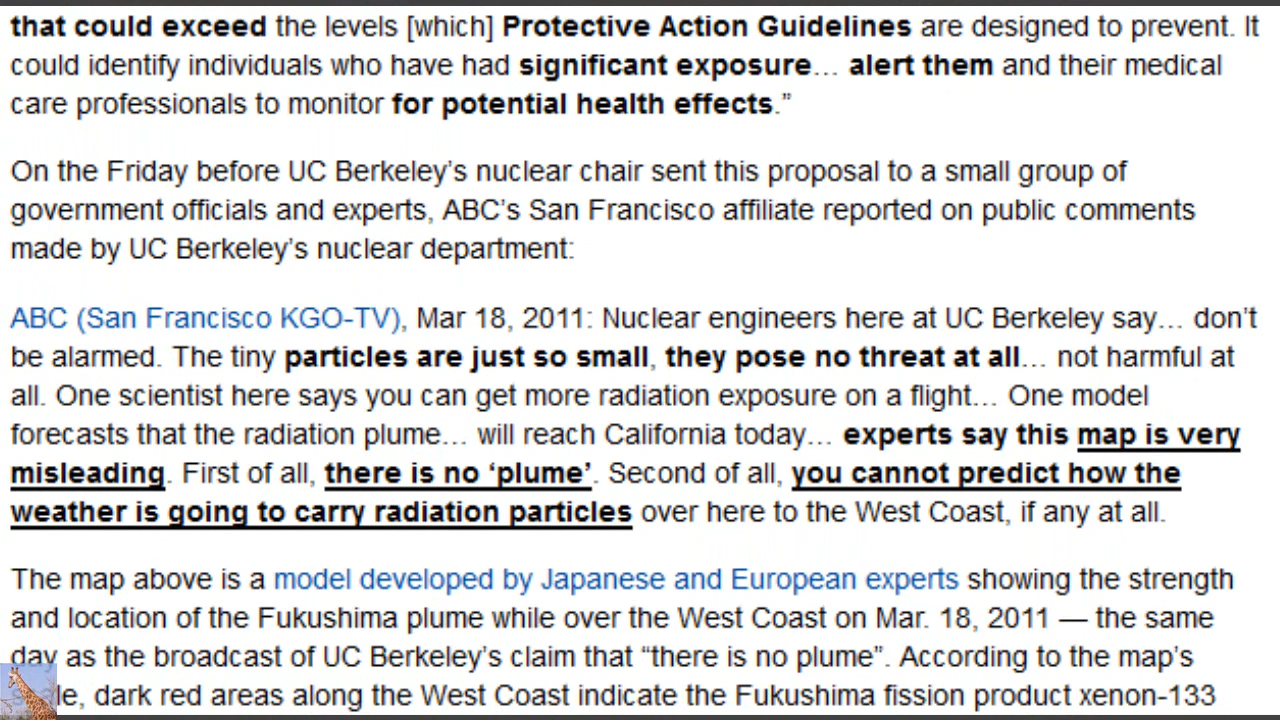 that could exceed the levels [which] Protective Action Guidelines are designed to prevent. It
could identify individuals who have had significant exposure… alert them and their medical
care professionals to monitor for potential health effects.”
On the Friday before UC Berkeley’s nuclear chair sent this proposal to a small group of
government officials and experts, ABC’s San Francisco affiliate reported on public comments
made by UC Berkeley’s nuclear department:
ABC (San Francisco KGO-TV), Mar 18, 2011: Nuclear engineers here at UC Berkeley say… don’t
be alarmed. The tiny particles are just so small, they pose no threat at all… not harmful at
all. One scientist here says you can get more radiation exposure on a flight… One model
forecasts that the radiation plume… will reach California today… experts say this map is very
misleading. First of all, there is no ‘plume’. Second of all, you cannot predict how the
weather is going to carry radiation particles over here to the West Coast, if any at all.
The map above is a model developed by Japanese and European experts showing the strength
and location of the Fukushima plume while over the West Coast on Mar. 18, 2011 — the same
day as the broadcast of UC Berkeley’s claim that “there is no plume”. According to the map’s
dark red areas along the West Coast indicate the Fukushima fission product xenon-133